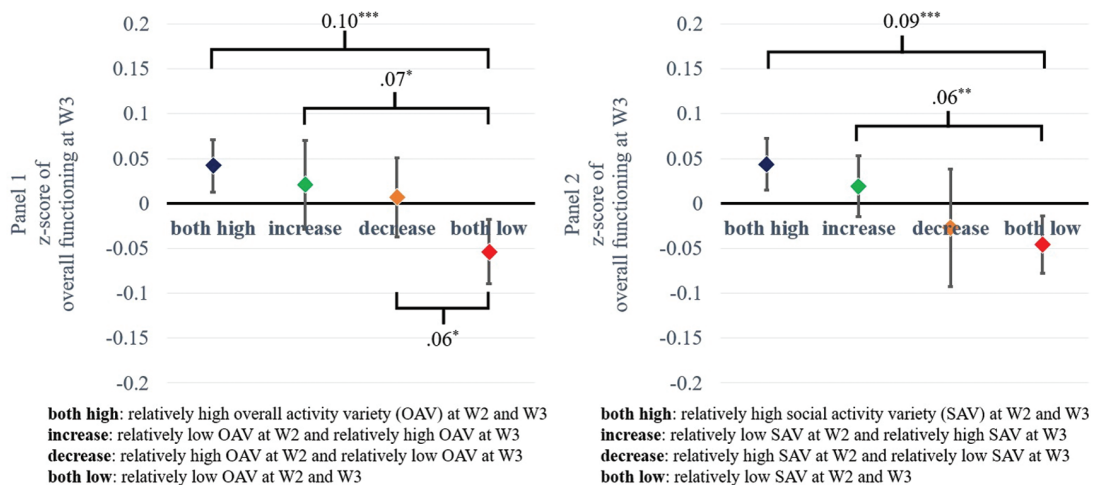 Panel 1
z-score of
overall functioning at W3
0.2
0.15
0.1
0.05
0
-0.05
-0.1
-0.15
-0.2
0.10***
.07*
both high increase decrease both low
.06*
both high: relatively high overall activity variety (OAV) at W2 and W3
increase: relatively low OAV at W2 and relatively high OAV at W3
decrease: relatively high OAV at W2 and relatively low OAV at W3
both low: relatively low OAV at W2 and W3
Panel 2
z-score of
overall functioning at W3
0.2
0.15
0.1
0.05
0
-0.05
-0.1
-0.15
-0.2
0.09***
.06**
both high increase decrease both low
both high: relatively high social activity variety (SAV) at W2 and W3
increase: relatively low SAV at W2 and relatively high SAV at W3
decrease: relatively high SAV at W2 and relatively low SAV at W3
both low: relatively low SAV at W2 and W3